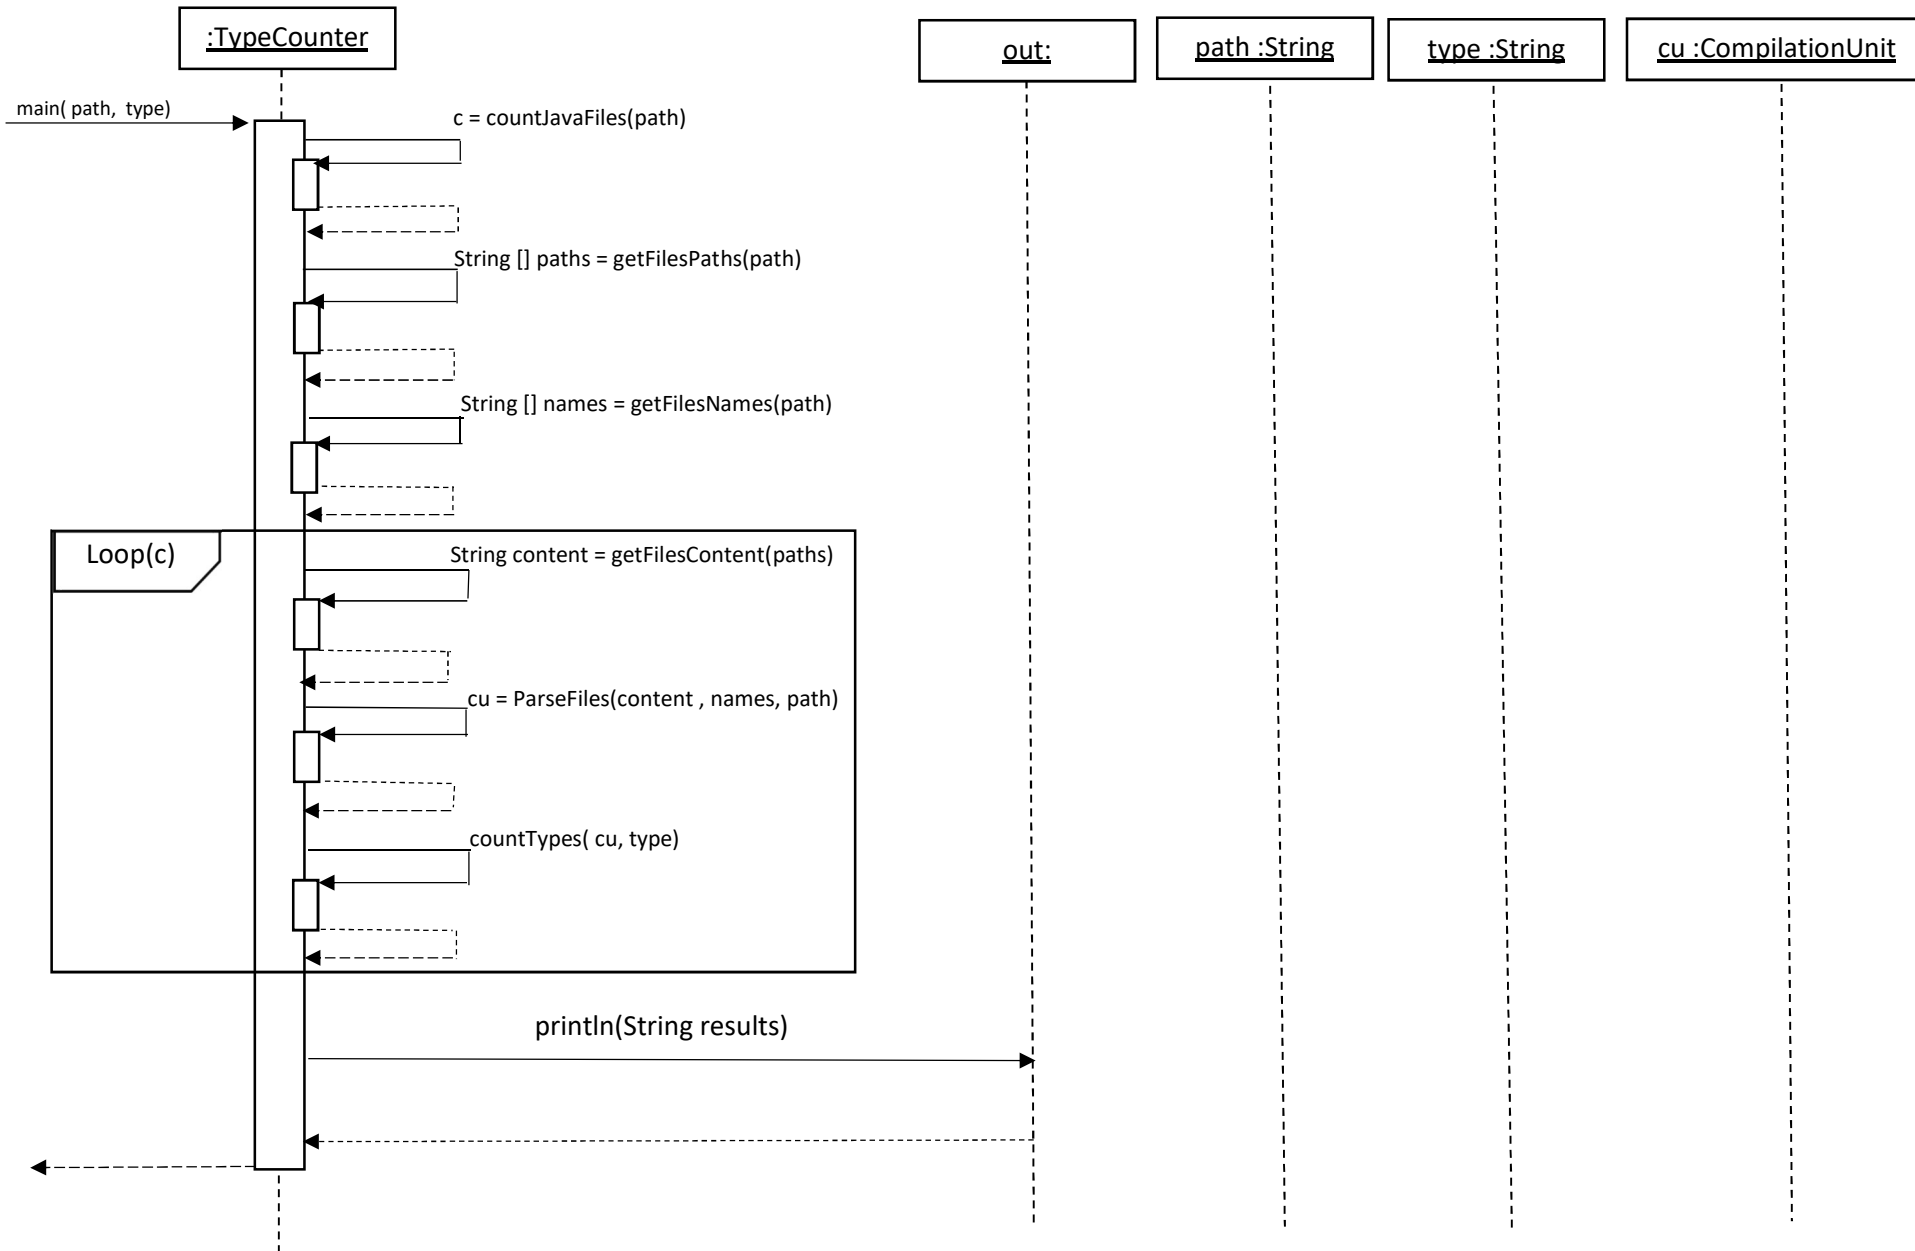 :TypeCounter
out:
path :String
type :String
cu :CompilationUnit
main( path,  type)
c = countJavaFiles(path)
String [] paths = getFilesPaths(path)
String [] names = getFilesNames(path)
Loop(c)
String content = getFilesContent(paths)
cu = ParseFiles(content , names, path)
countTypes( cu, type)
println(String results)